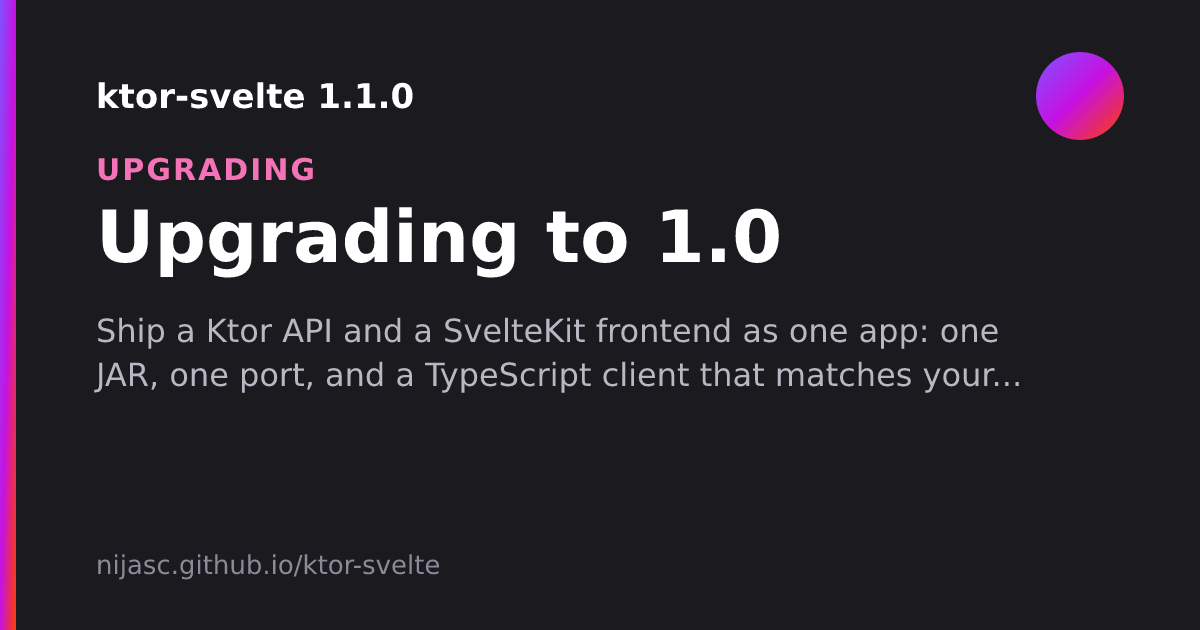 ktor-svelte 1.1.0
UPGRADING
Upgrading to 1.0
Ship a Ktor API and a SvelteKit frontend as one app: one
JAR, one port, and a TypeScript client that matches your...
nijasc.github.io/ktor-svelte